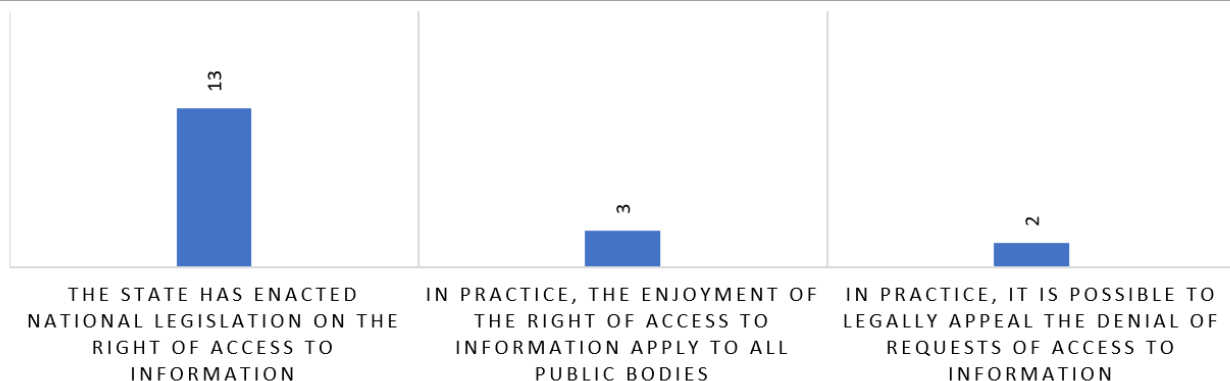 13
3
2
THE STATE HAS ENACTED
NATIONAL LEGISLATION ON THE
RIGHT OF ACCESS TO
INFORMATION
IN PRACTICE, THE ENJOYMENT OF
THE RIGHT OF ACCESS TO
INFORMATION APPLY TO ALL
PUBLIC BODIES
IN PRACTICE, IT IS POSSIBLE TO
LEGALLY APPEAL THE DENIAL OF
REQUESTS OF ACCESS TO
INFORMATION